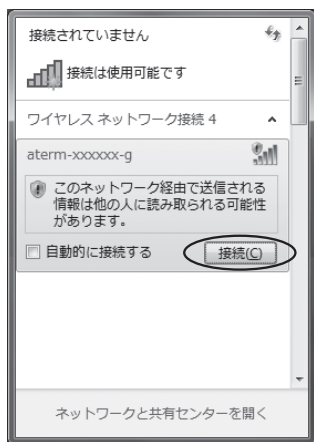 接続されていません
接続は使用可能です
ワイヤレス ネットワーク接続 4
aterm-xxxxxx-g
このネットワーク経由で送信される
情報は他の人に読み取られる可能性
があります。
自動的に接続する
接続(C)
ネットワークと共有センターを開く